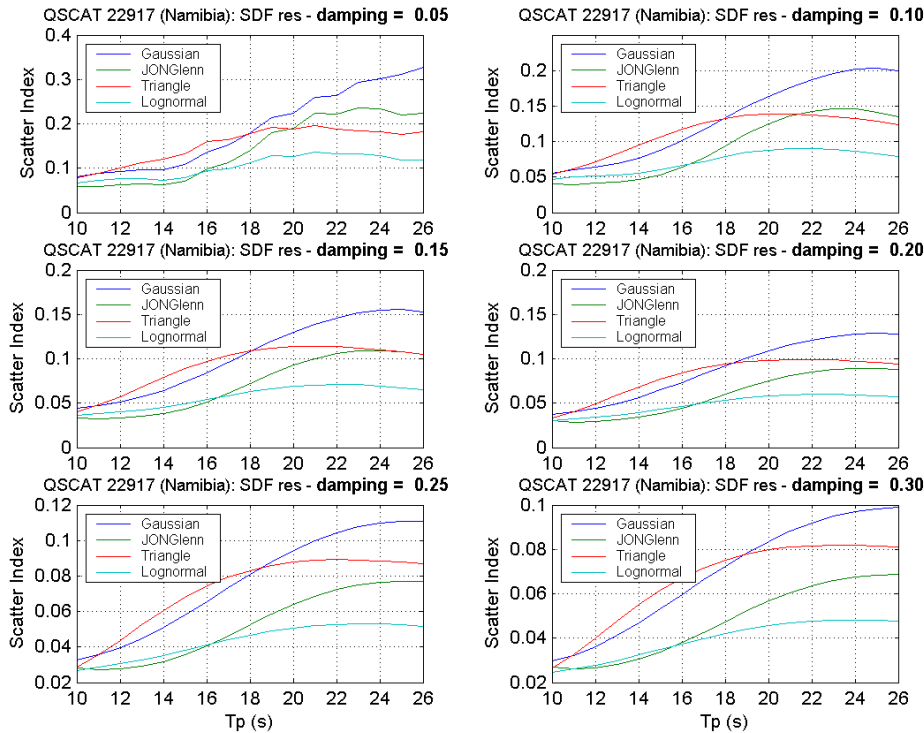 QSCAT 22917 (Namibia): SDF res - damping = 0.05
0.4
0.3
0.2
0.1
0
Scatter Index
Gaussian
JONGlenn
Triangle
Lognormal
10 12 14 16 18 20 22 24 26
QSCAT 22917 (Namibia): SDF res - damping = 0.10
0.2
0.15
0.1
0.05
0
Scatter Index
Gaussian
JONGlenn
Triangle
Lognormal
10 12 14 16 18 20 22 24 26
QSCAT 22917 (Namibia): SDF res - damping = 0.15
0.2
0.15
0.1
0.05
0
Scatter Index
Gaussian
JONGlenn
Triangle
Lognormal
10 12 14 16 18 20 22 24 26
QSCAT 22917 (Namibia): SDF res - damping = 0.20
0.2
0.15
0.1
0.05
0
Scatter Index
Gaussian
JONGlenn
Triangle
Lognormal
10 12 14 16 18 20 22 24 26
QSCAT 22917 (Namibia): SDF res - damping = 0.25
0.12
0.1
0.08
0.06
0.04
0.02
Scatter Index
Gaussian
JONGlenn
Triangle
Lognormal
10 12 14 16 18 20 22 24 26
Tp (s)
QSCAT 22917 (Namibia): SDF res - damping = 0.30
0.1
0.08
0.06
0.04
0.02
Scatter Index
Gaussian
JONGlenn
Triangle
Lognormal
10 12 14 16 18 20 22 24 26
Tp (s)